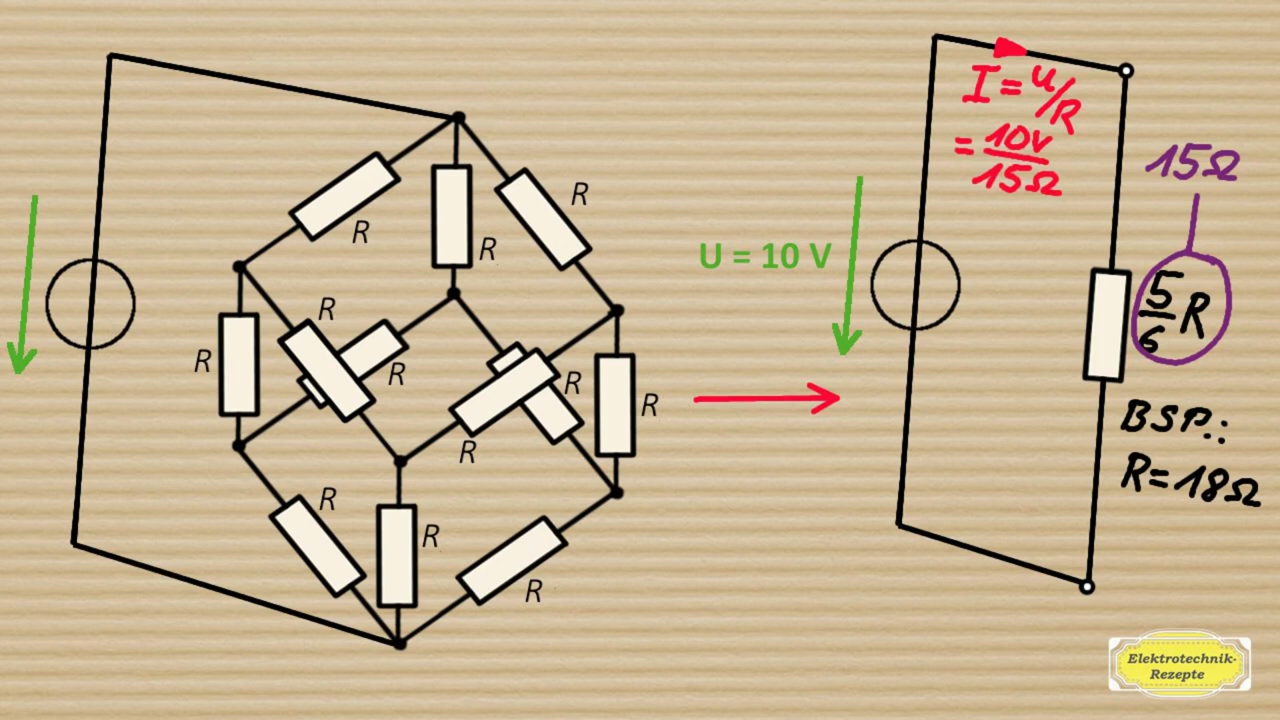 R
R
R
R
R
R
R
R
R
R
R
R
U = 10 V
I = U/R
= 10V/15Ω
15Ω
5/6 R
BSP.:
R=18Ω
Elektrotechnik-
Rezepte